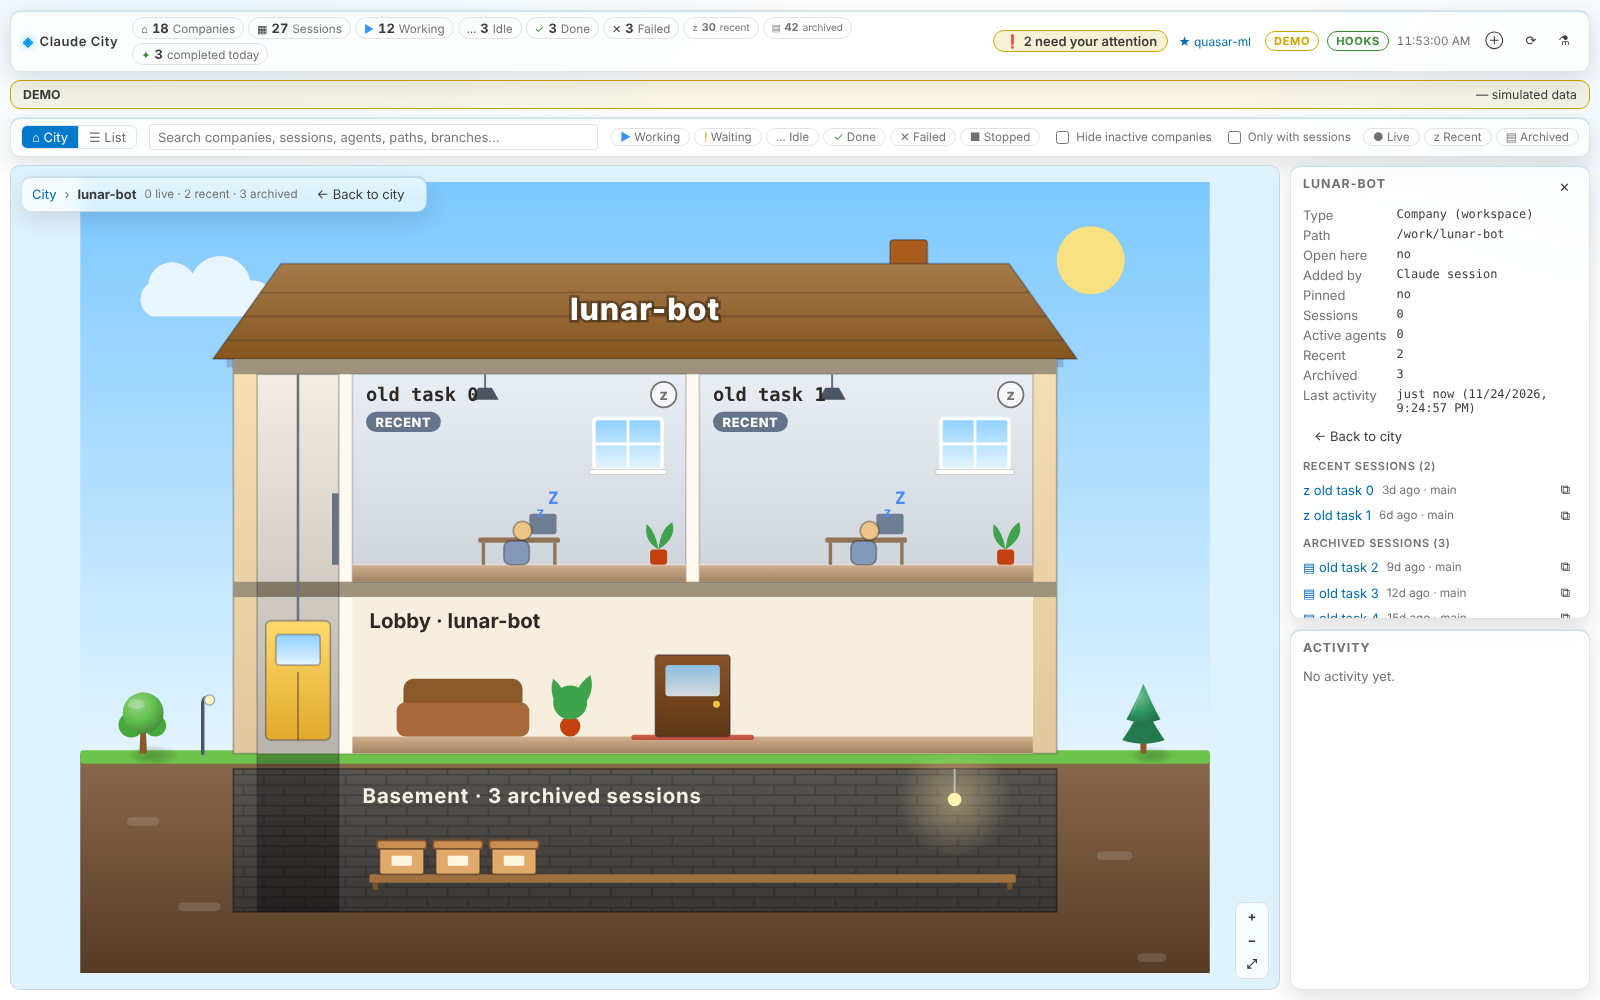 Claude City
18 Companies
27 Sessions
12 Working
... 3 Idle
3 Done
3 Failed
z 30 recent
42 archived
3 completed today
2 need your attention
quasar-ml
DEMO
HOOKS
11:53:00 AM
DEMO
— simulated data
City
List
Search companies, sessions, agents, paths, branches...
Working
! Waiting
... Idle
Done
Failed
Stopped
Hide inactive companies
Only with sessions
Live
z Recent
Archived
City › lunar-bot 0 live · 2 recent · 3 archived ← Back to city
lunar-bot
old task 0
z
RECENT
z
z
old task 1
z
RECENT
z
z
Lobby · lunar-bot
Basement · 3 archived sessions
+
−
LUNAR-BOT
Type Company (workspace)
Path /work/lunar-bot
Open here no
Added by Claude session
Pinned no
Sessions 0
Active agents 0
Recent 2
Archived 3
Last activity just now (11/24/2026,
9:24:57 PM)
← Back to city
RECENT SESSIONS (2)
z old task 0 3d ago · main
z old task 1 6d ago · main
ARCHIVED SESSIONS (3)
old task 2 9d ago · main
old task 3 12d ago · main
old task 4 15d ago · main
ACTIVITY
No activity yet.